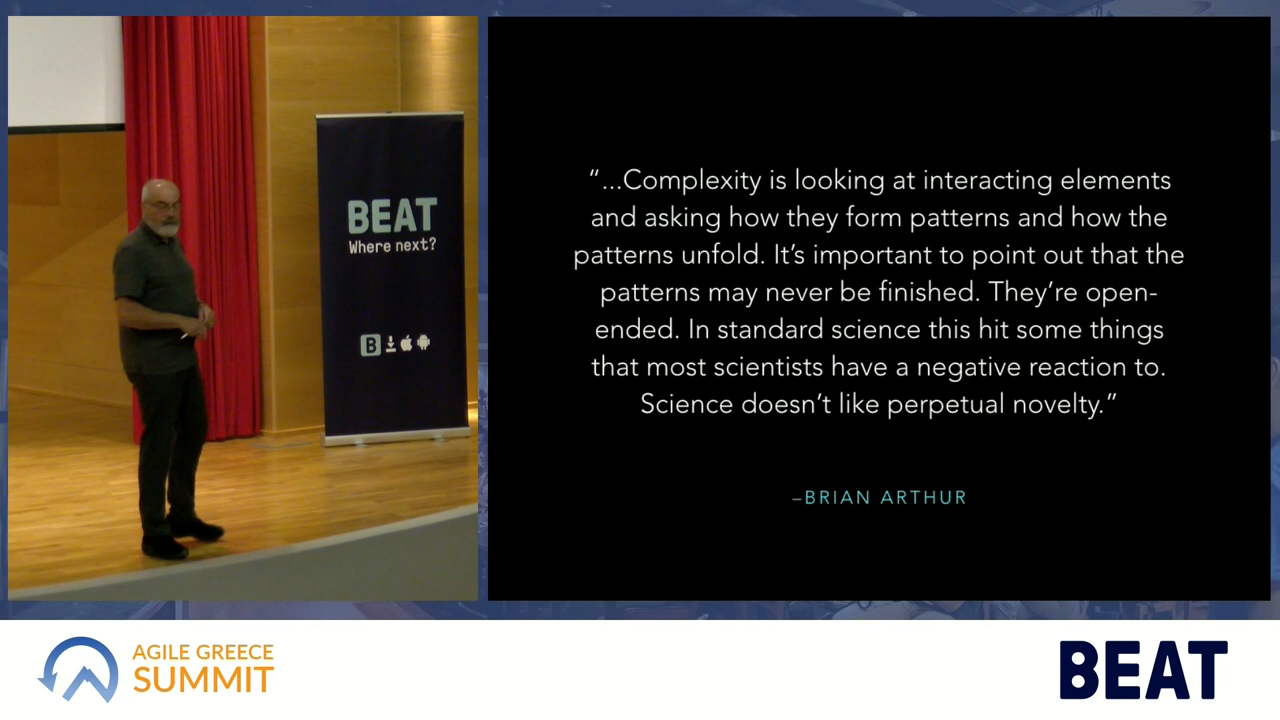 BEAT
Where next?
B
“...Complexity is looking at interacting elements
and asking how they form patterns and how the
patterns unfold. It’s important to point out that the
patterns may never be finished. They’re open-
ended. In standard science this hit some things
that most scientists have a negative reaction to.
Science doesn’t like perpetual novelty.”
–BRIAN ARTHUR
AGILE GREECE
SUMMIT
BEAT